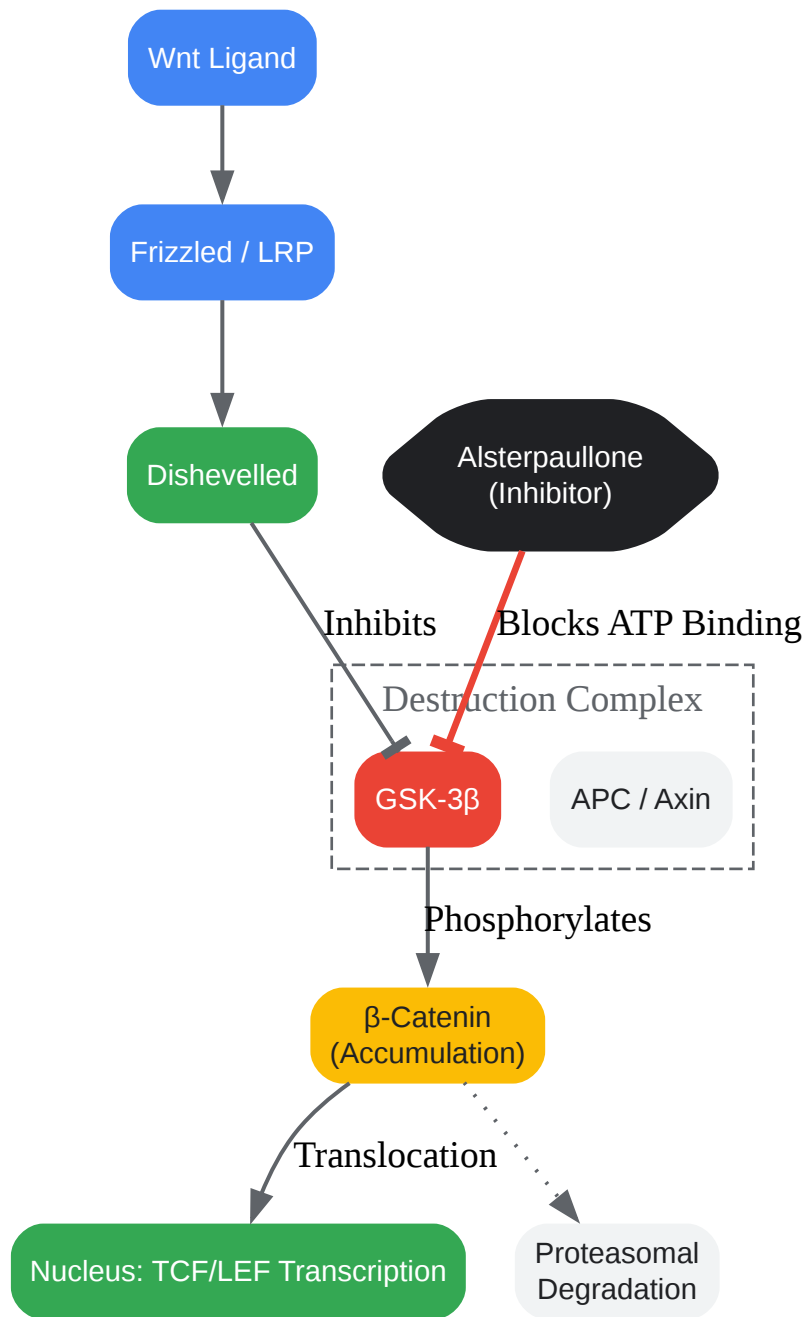 Wnt Ligand
Frizzled / LRP
Dishevelled
Alsterpaullone
(Inhibitor)
Inhibits
Blocks ATP Binding
Destruction Complex
GSK-3β
APC / Axin
Phosphorylates
β-Catenin
(Accumulation)
Translocation
Nucleus: TCF/LEF Transcription
Proteasomal
Degradation